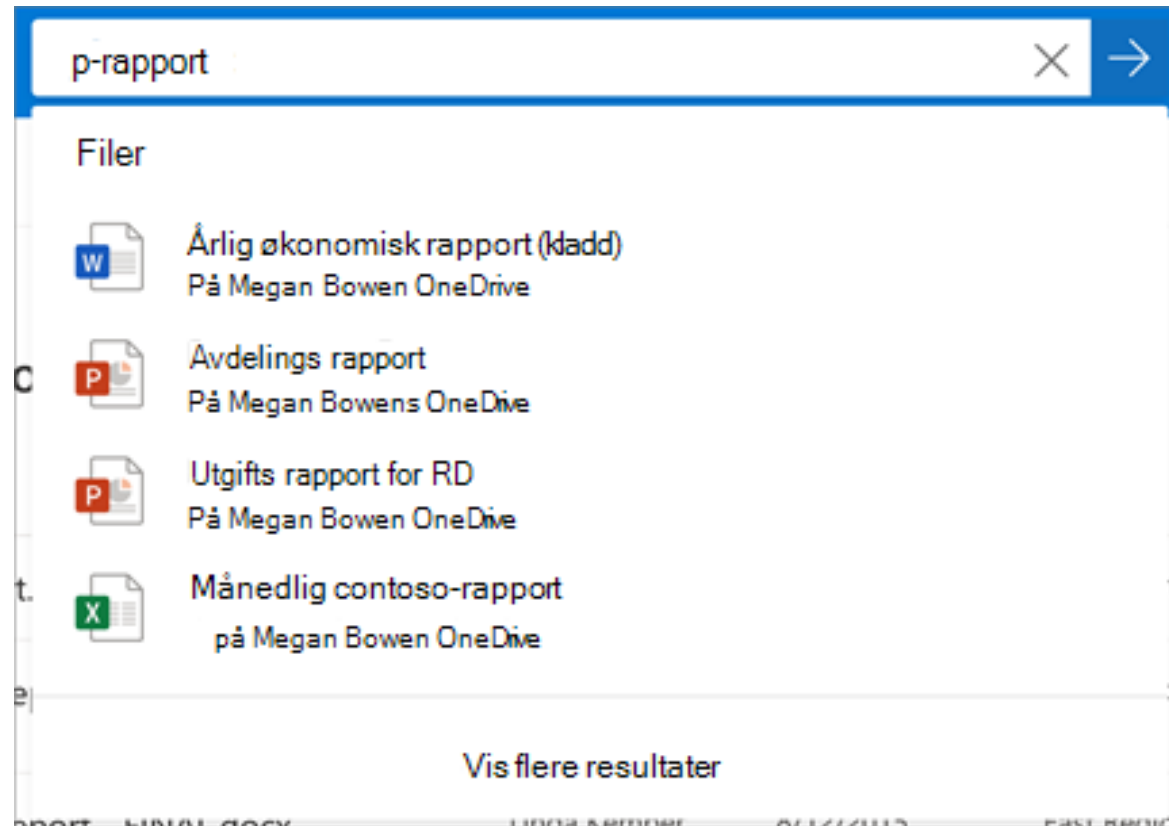 p-rapport
Filer
Årlig økonomisk rapport (kladd)
På Megan Bowen OneDrive
Avdelings rapport
På Megan Bowens OneDrive
Utgifts rapport for RD
På Megan Bowen OneDrive
Månedlig contoso-rapport
på Megan Bowen OneDrive
Vis flere resultater